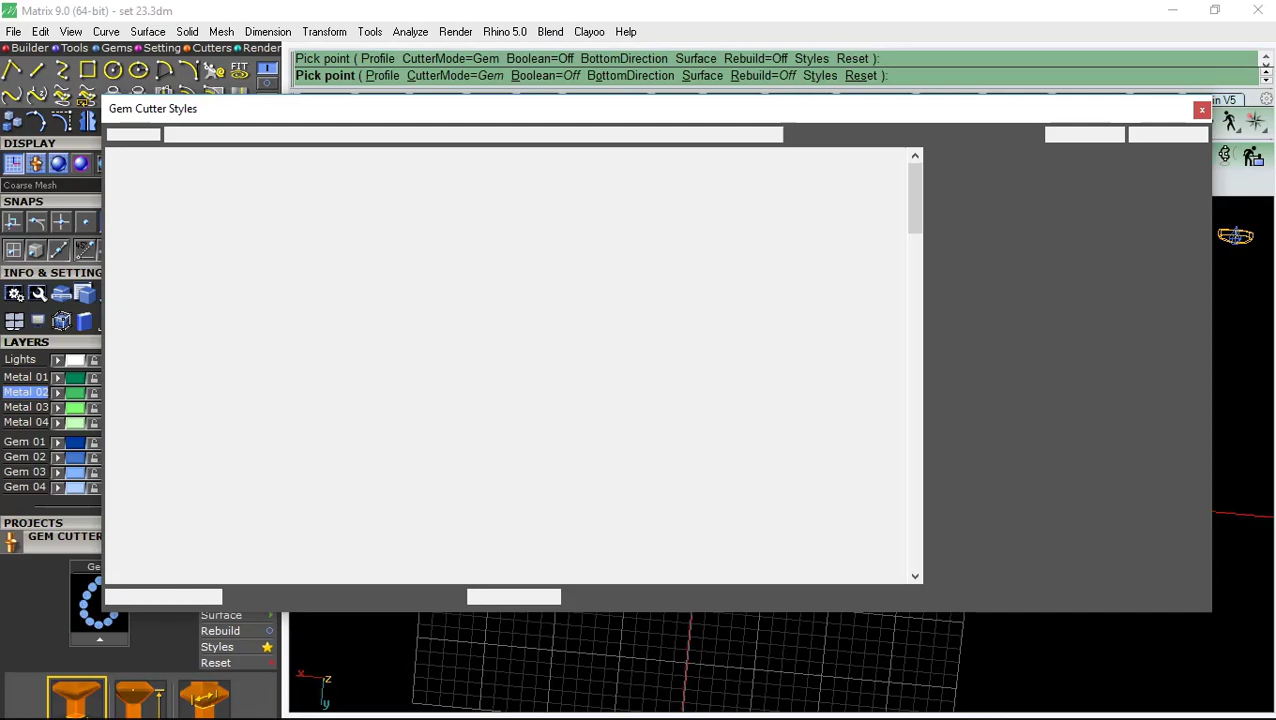 Matrix 9.0 (64-bit) - set 23.3dm
File Edit View Curve Surface Solid Mesh Dimension Transform Tools Analyze Render Rhino 5.0 Blend Clayoo Help
Builder Tools Gems Setting Cutters Render
Pick point ( Profile CutterMode=Gem Boolean=Off BottomDirection Surface Rebuild=Off Styles Reset ):
Pick point ( Profile CutterMode=Gem Boolean=Off BottomDirection Surface Rebuild=Off Styles Reset ):
FIT
Gem Cutter Styles
in V5
DISPLAY
Coarse Mesh
SNAPS
INFO & SETTING
LAYERS
Lights
Metal 01
Metal 02
Metal 03
Metal 04
Gem 01
Gem 02
Gem 03
Gem 04
PROJECTS
GEM CUTTER
Ge
Surface
Rebuild
Styles
Reset
x
z
y